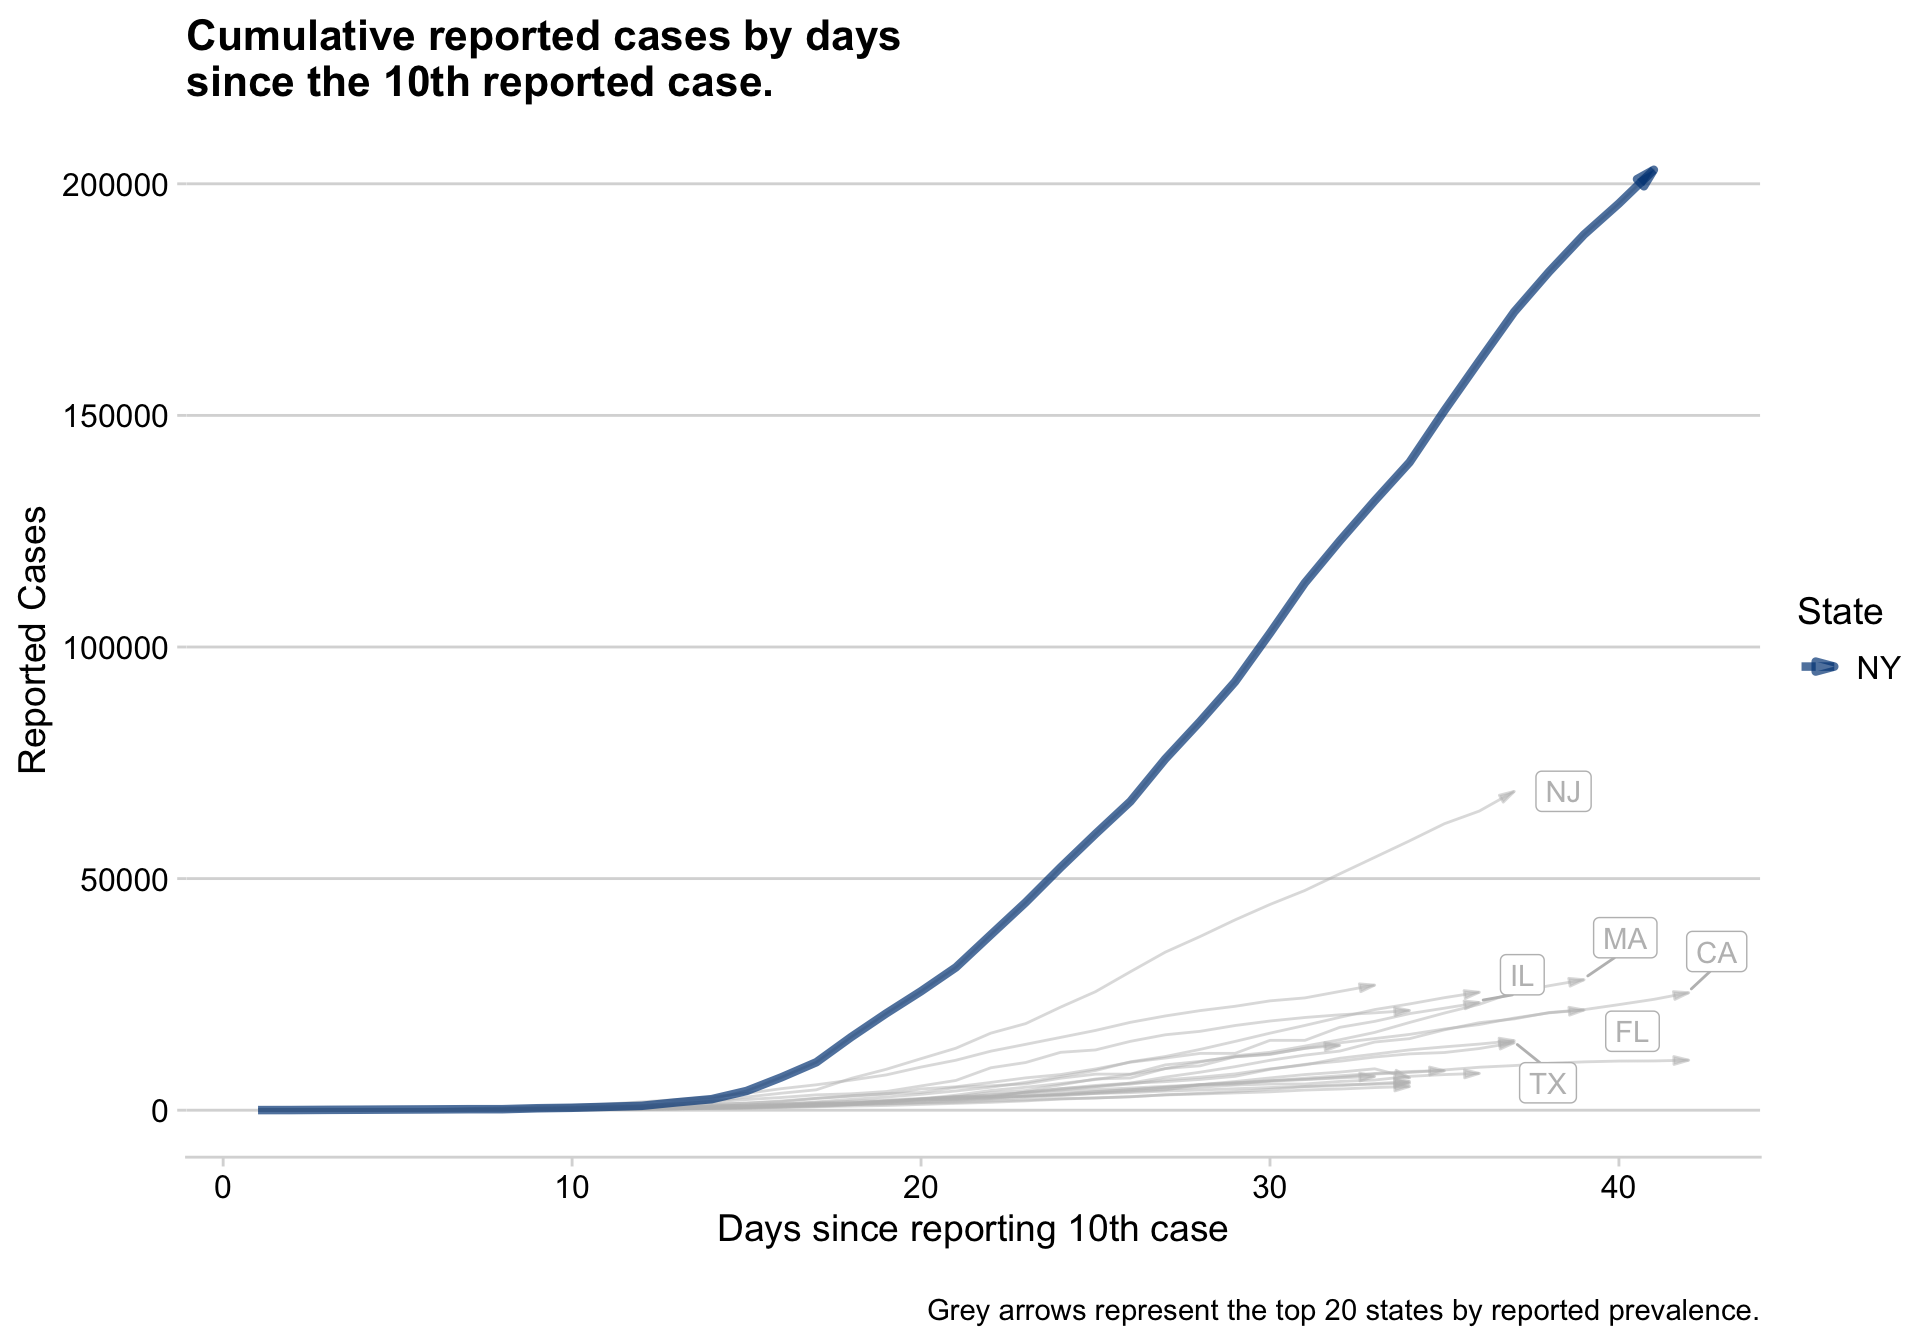 Cumulative reported cases by days
since the 10th reported case.
200000
150000
100000
50000
0
Reported Cases
NJ
MA
CA
IL
FL
TX
State
NY
0 10 20 30 40
Days since reporting 10th case
Grey arrows represent the top 20 states by reported prevalence.